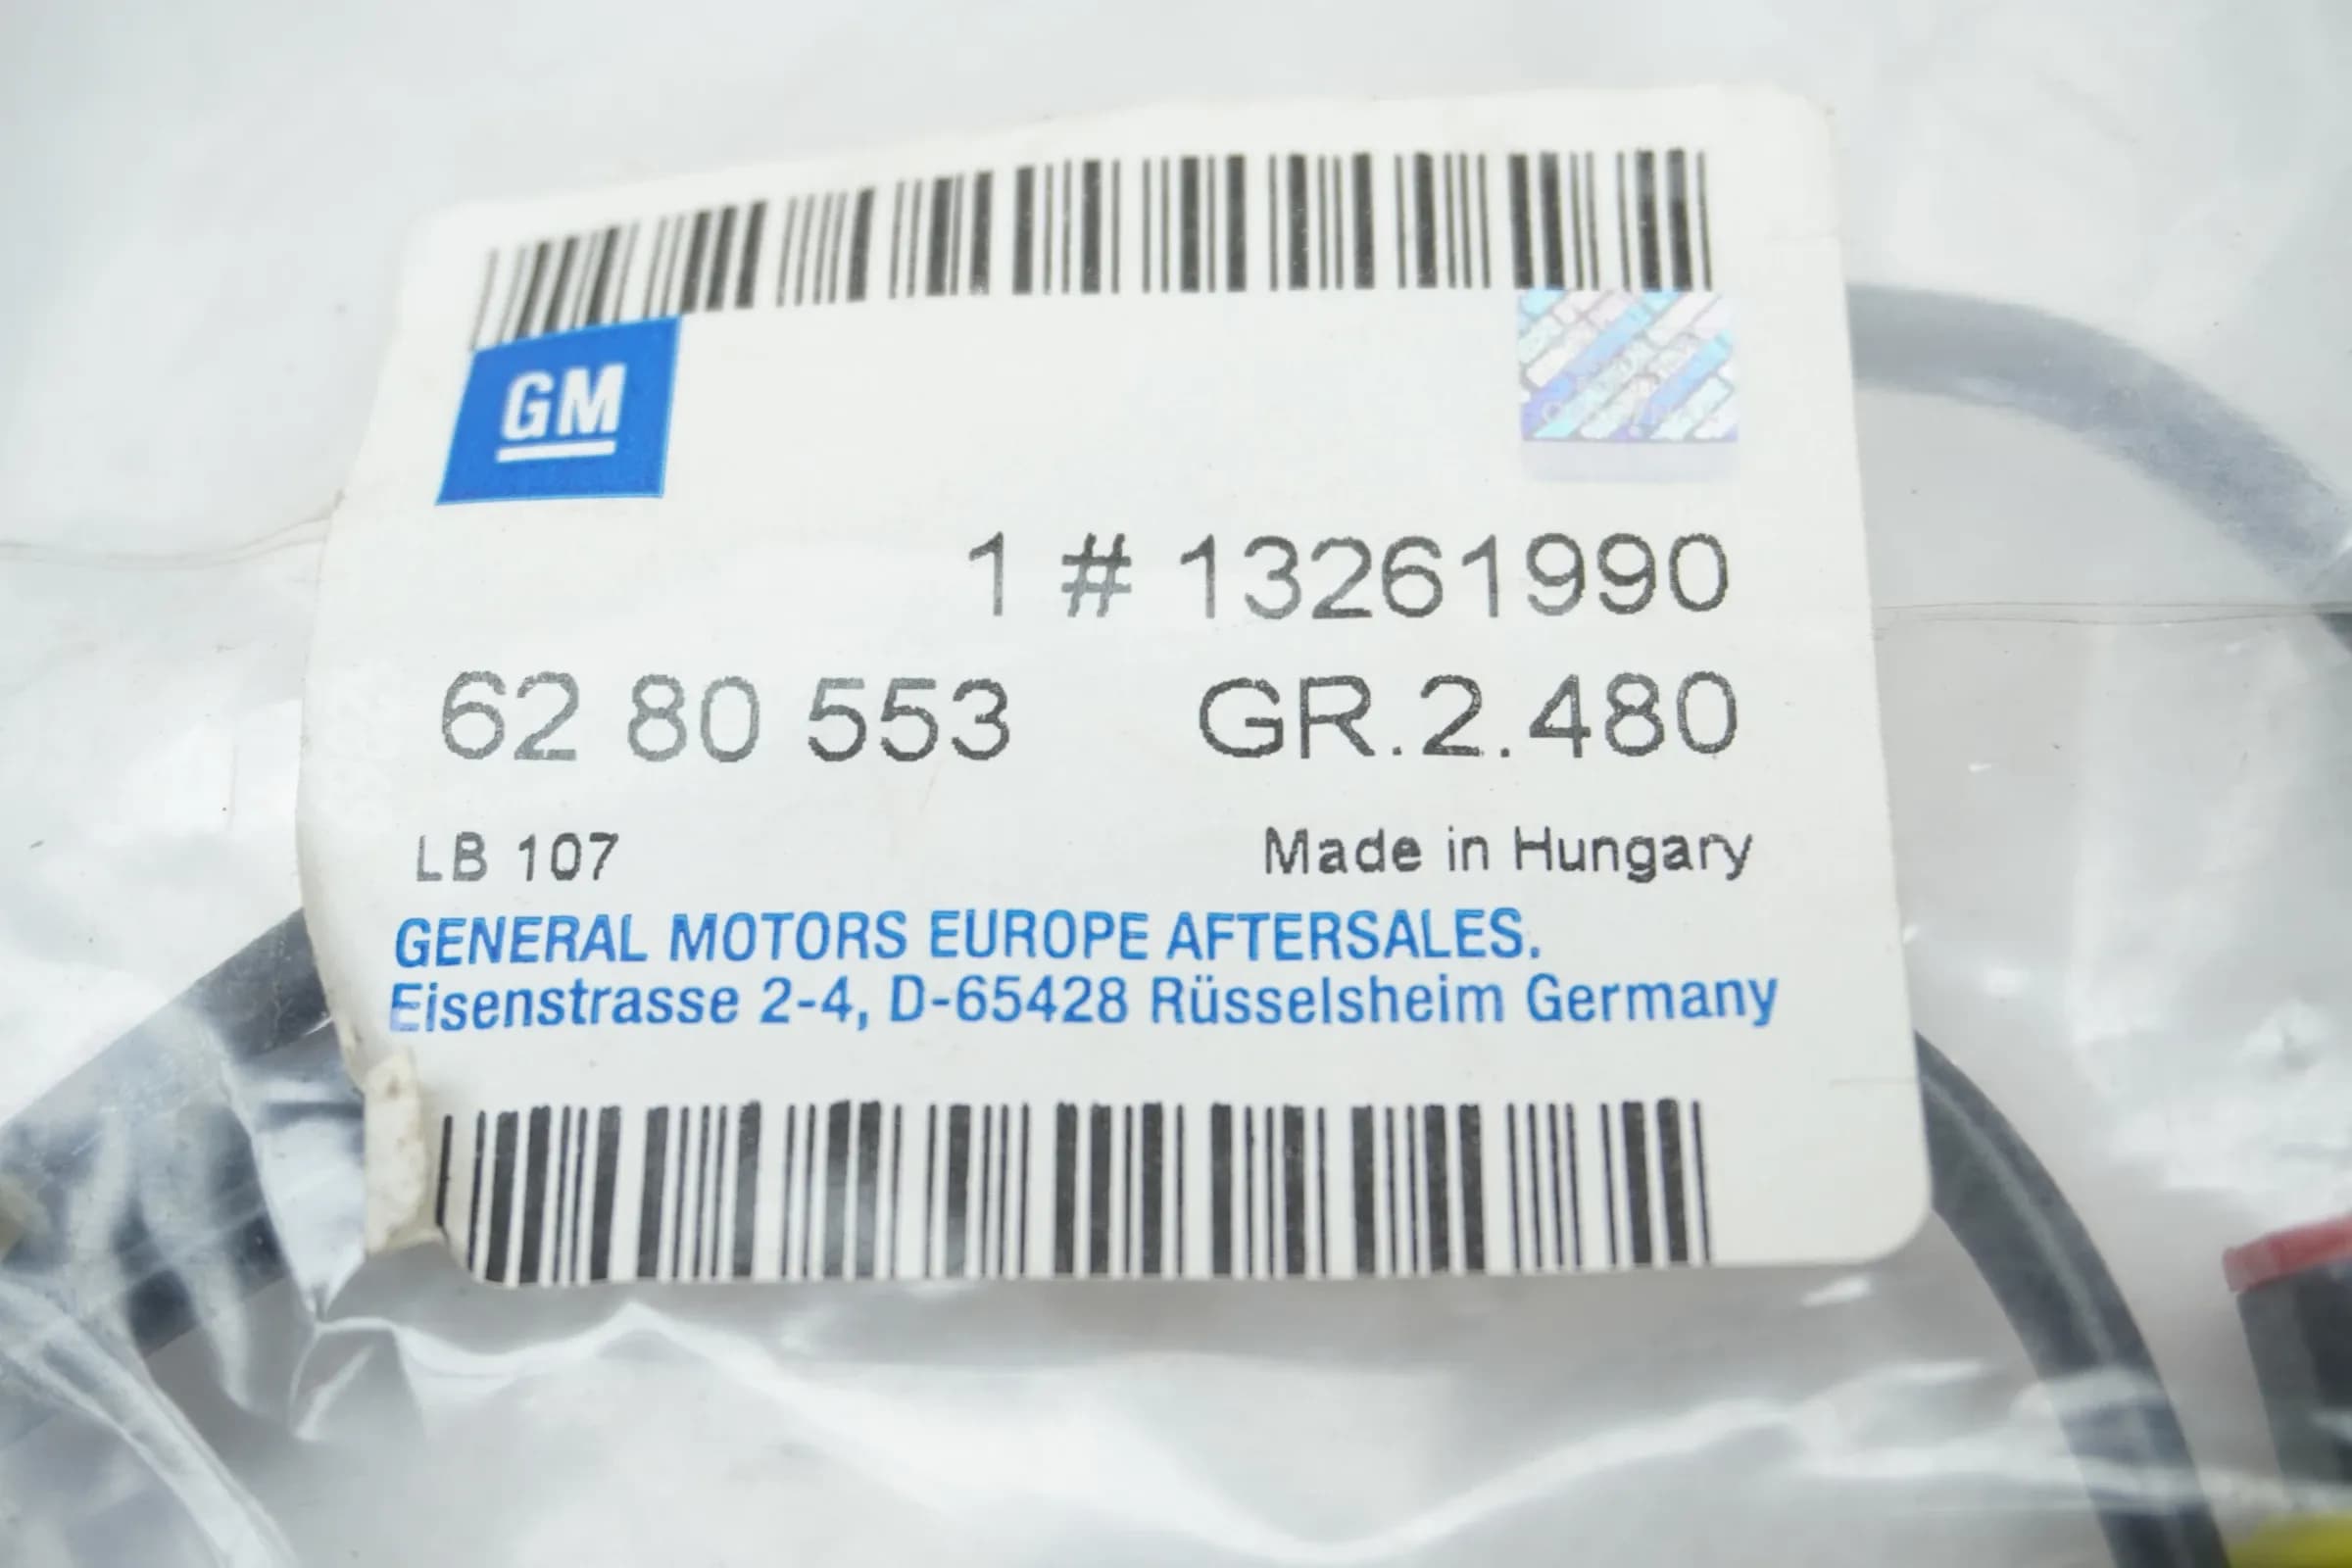 GM
1 # 13261990
62 80 553 GR.2.480
LB 107 Made in Hungary
GENERAL MOTORS EUROPE AFTERSALES.
Eisenstrasse 2-4, D-65428 Rüsselsheim Germany